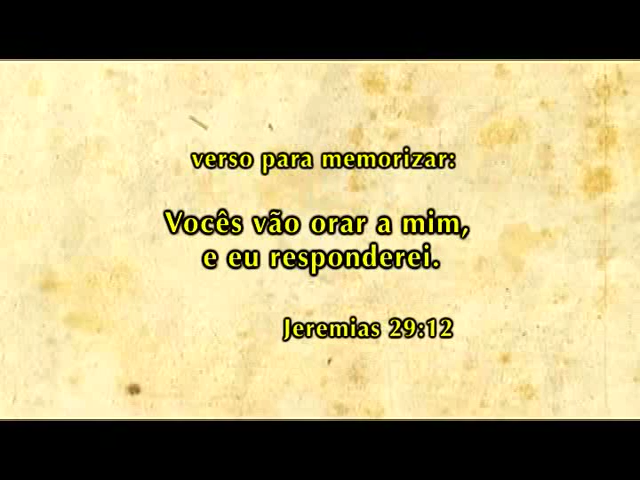 verso para memorizar:
Vocês vão orar a mim,
e eu responderei.
Jeremias 29:12